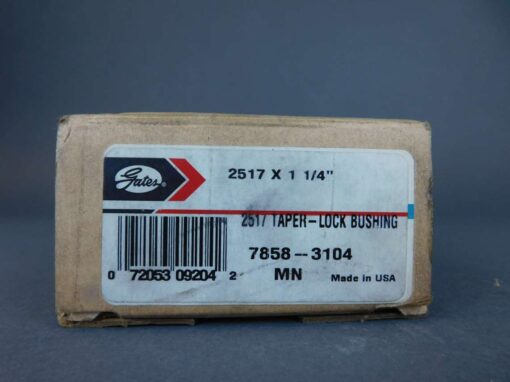 Gates®
2517 X 1 1/4"
2517 TAPER-LOCK BUSHING
7858-3104
0 72053 09204 2
MN
Made in USA